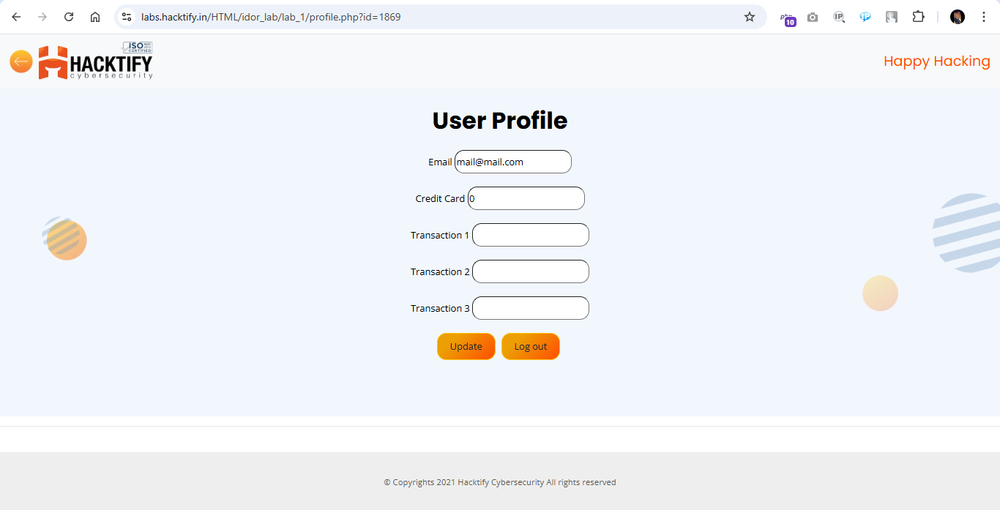 labs.hacktify.in/HTML/idor_lab/lab_1/profile.php?id=1869
10
IP
ISO
CERTIFIED
HACKTIFY
cybersecurity
Happy Hacking
User Profile
Email mail@mail.com
Credit Card 0
Transaction 1
Transaction 2
Transaction 3
Update Log out
© Copyrights 2021 Hacktify Cybersecurity All rights reserved